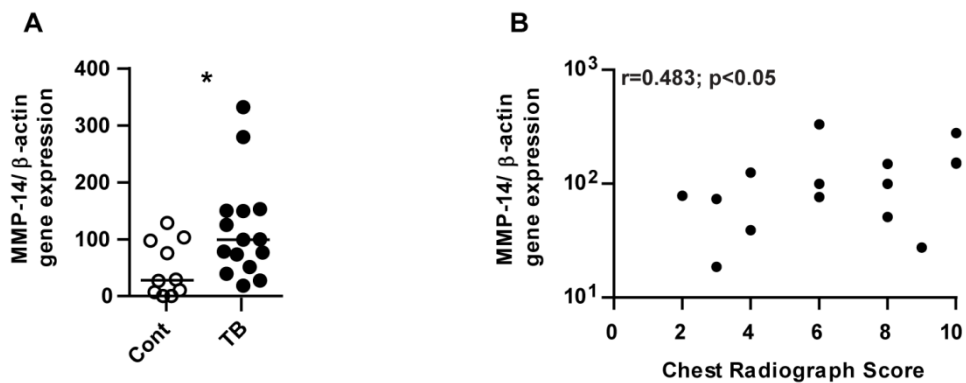 A
MMP-14/ β-actin
gene expression
400
300
200
100
0
*
Cont
TB
B
MMP-14/ β-actin
gene expression
10³
10²
10¹
r=0.483; p<0.05
0 2 4 6 8 10
Chest Radiograph Score